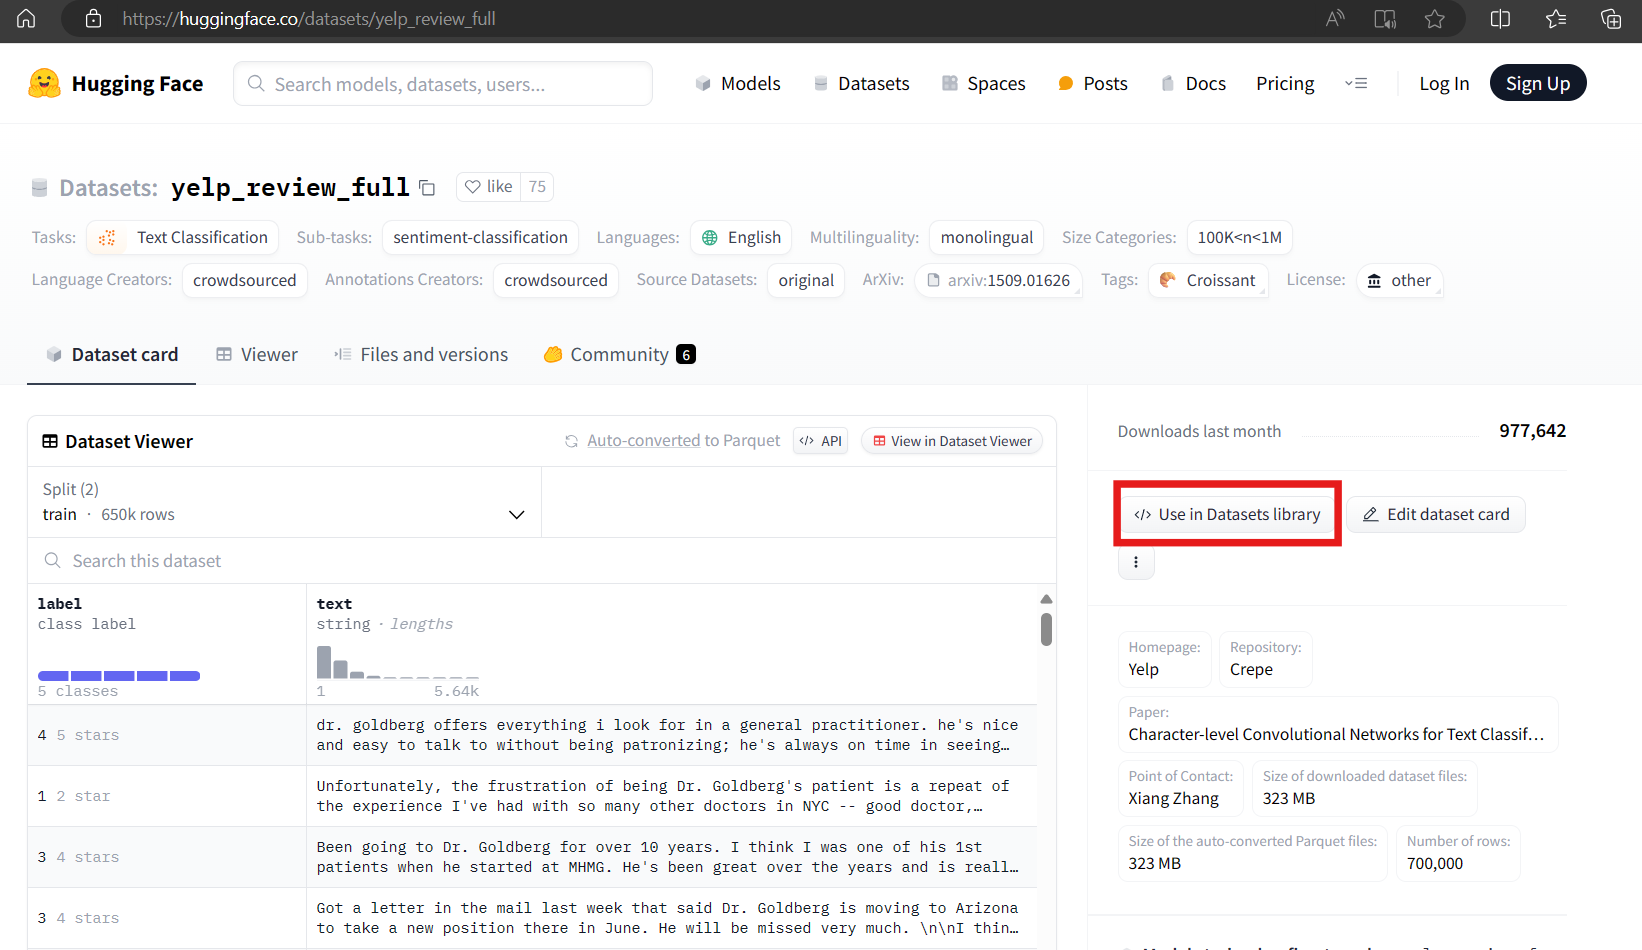 https://huggingface.co/datasets/yelp_review_full
Hugging Face
Search models, datasets, users...
Models
Datasets
Spaces
Posts
Docs
Pricing
Log In
Sign Up
Datasets: yelp_review_full
like 75
Tasks: Text Classification Sub-tasks: sentiment-classification Languages: English Multilinguality: monolingual Size Categories: 100K<n<1M
Language Creators: crowdsourced Annotations Creators: crowdsourced Source Datasets: original ArXiv: arxiv:1509.01626 Tags: Croissant License: other
Dataset card
Viewer
Files and versions
Community 6
Dataset Viewer
Auto-converted to Parquet
</> API
View in Dataset Viewer
Split (2)
train · 650k rows
Search this dataset
label
class label
5 classes
text
string · lengths
1 5.64k
4 5 stars
dr. goldberg offers everything i look for in a general practitioner. he's nice
and easy to talk to without being patronizing; he's always on time in seeing…
1 2 star
Unfortunately, the frustration of being Dr. Goldberg's patient is a repeat of
the experience I've had with so many other doctors in NYC -- good doctor,…
3 4 stars
Been going to Dr. Goldberg for over 10 years. I think I was one of his 1st
patients when he started at MHMG. He's been great over the years and is reall…
3 4 stars
Got a letter in the mail last week that said Dr. Goldberg is moving to Arizona
to take a new position there in June. He will be missed very much. \n\nI thin…
Downloads last month 977,642
</> Use in Datasets library
Edit dataset card
Homepage:
Yelp
Repository:
Crepe
Paper:
Character-level Convolutional Networks for Text Classif…
Point of Contact:
Xiang Zhang
Size of downloaded dataset files:
323 MB
Size of the auto-converted Parquet files:
323 MB
Number of rows:
700,000